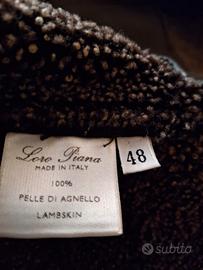 Loro Piana
MADE IN ITALY
100%
PELLE DI AGNELLO
LAMBSKIN
48
subito